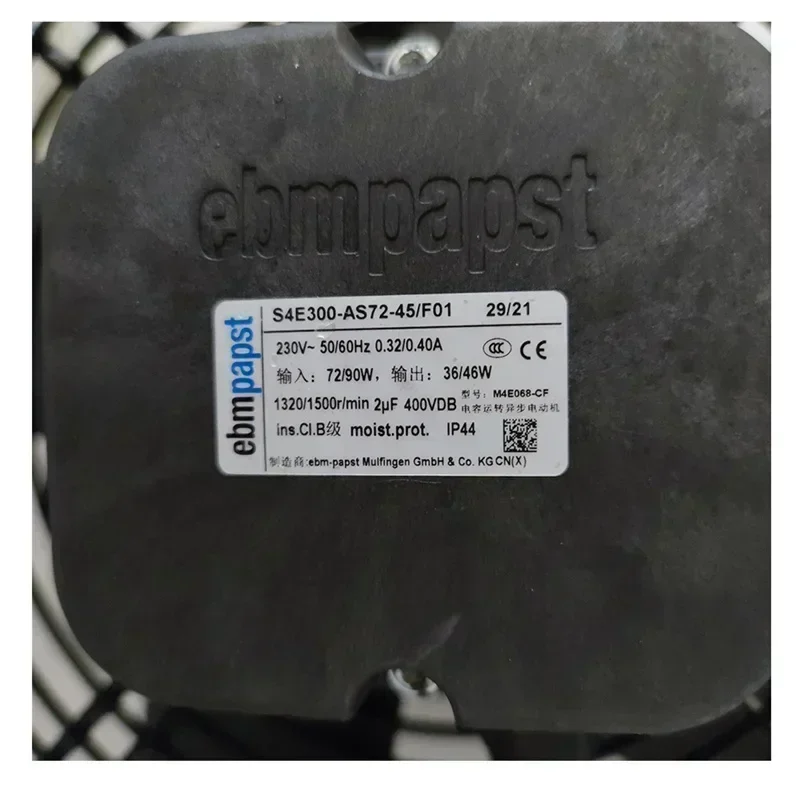 ebmpapst
ebmpapst
S4E300-AS72-45/F01 29/21
230V~ 50/60Hz 0.32/0.40A CCC CE
输入: 72/90W, 输出: 36/46W
1320/1500r/min 2μF 400VDB 型号: M4E068-CF
电容运转异步电动机
ins.Cl.B级 moist.prot. IP44
制造商:ebm-papst Mulfingen GmbH & Co. KG CN(X)